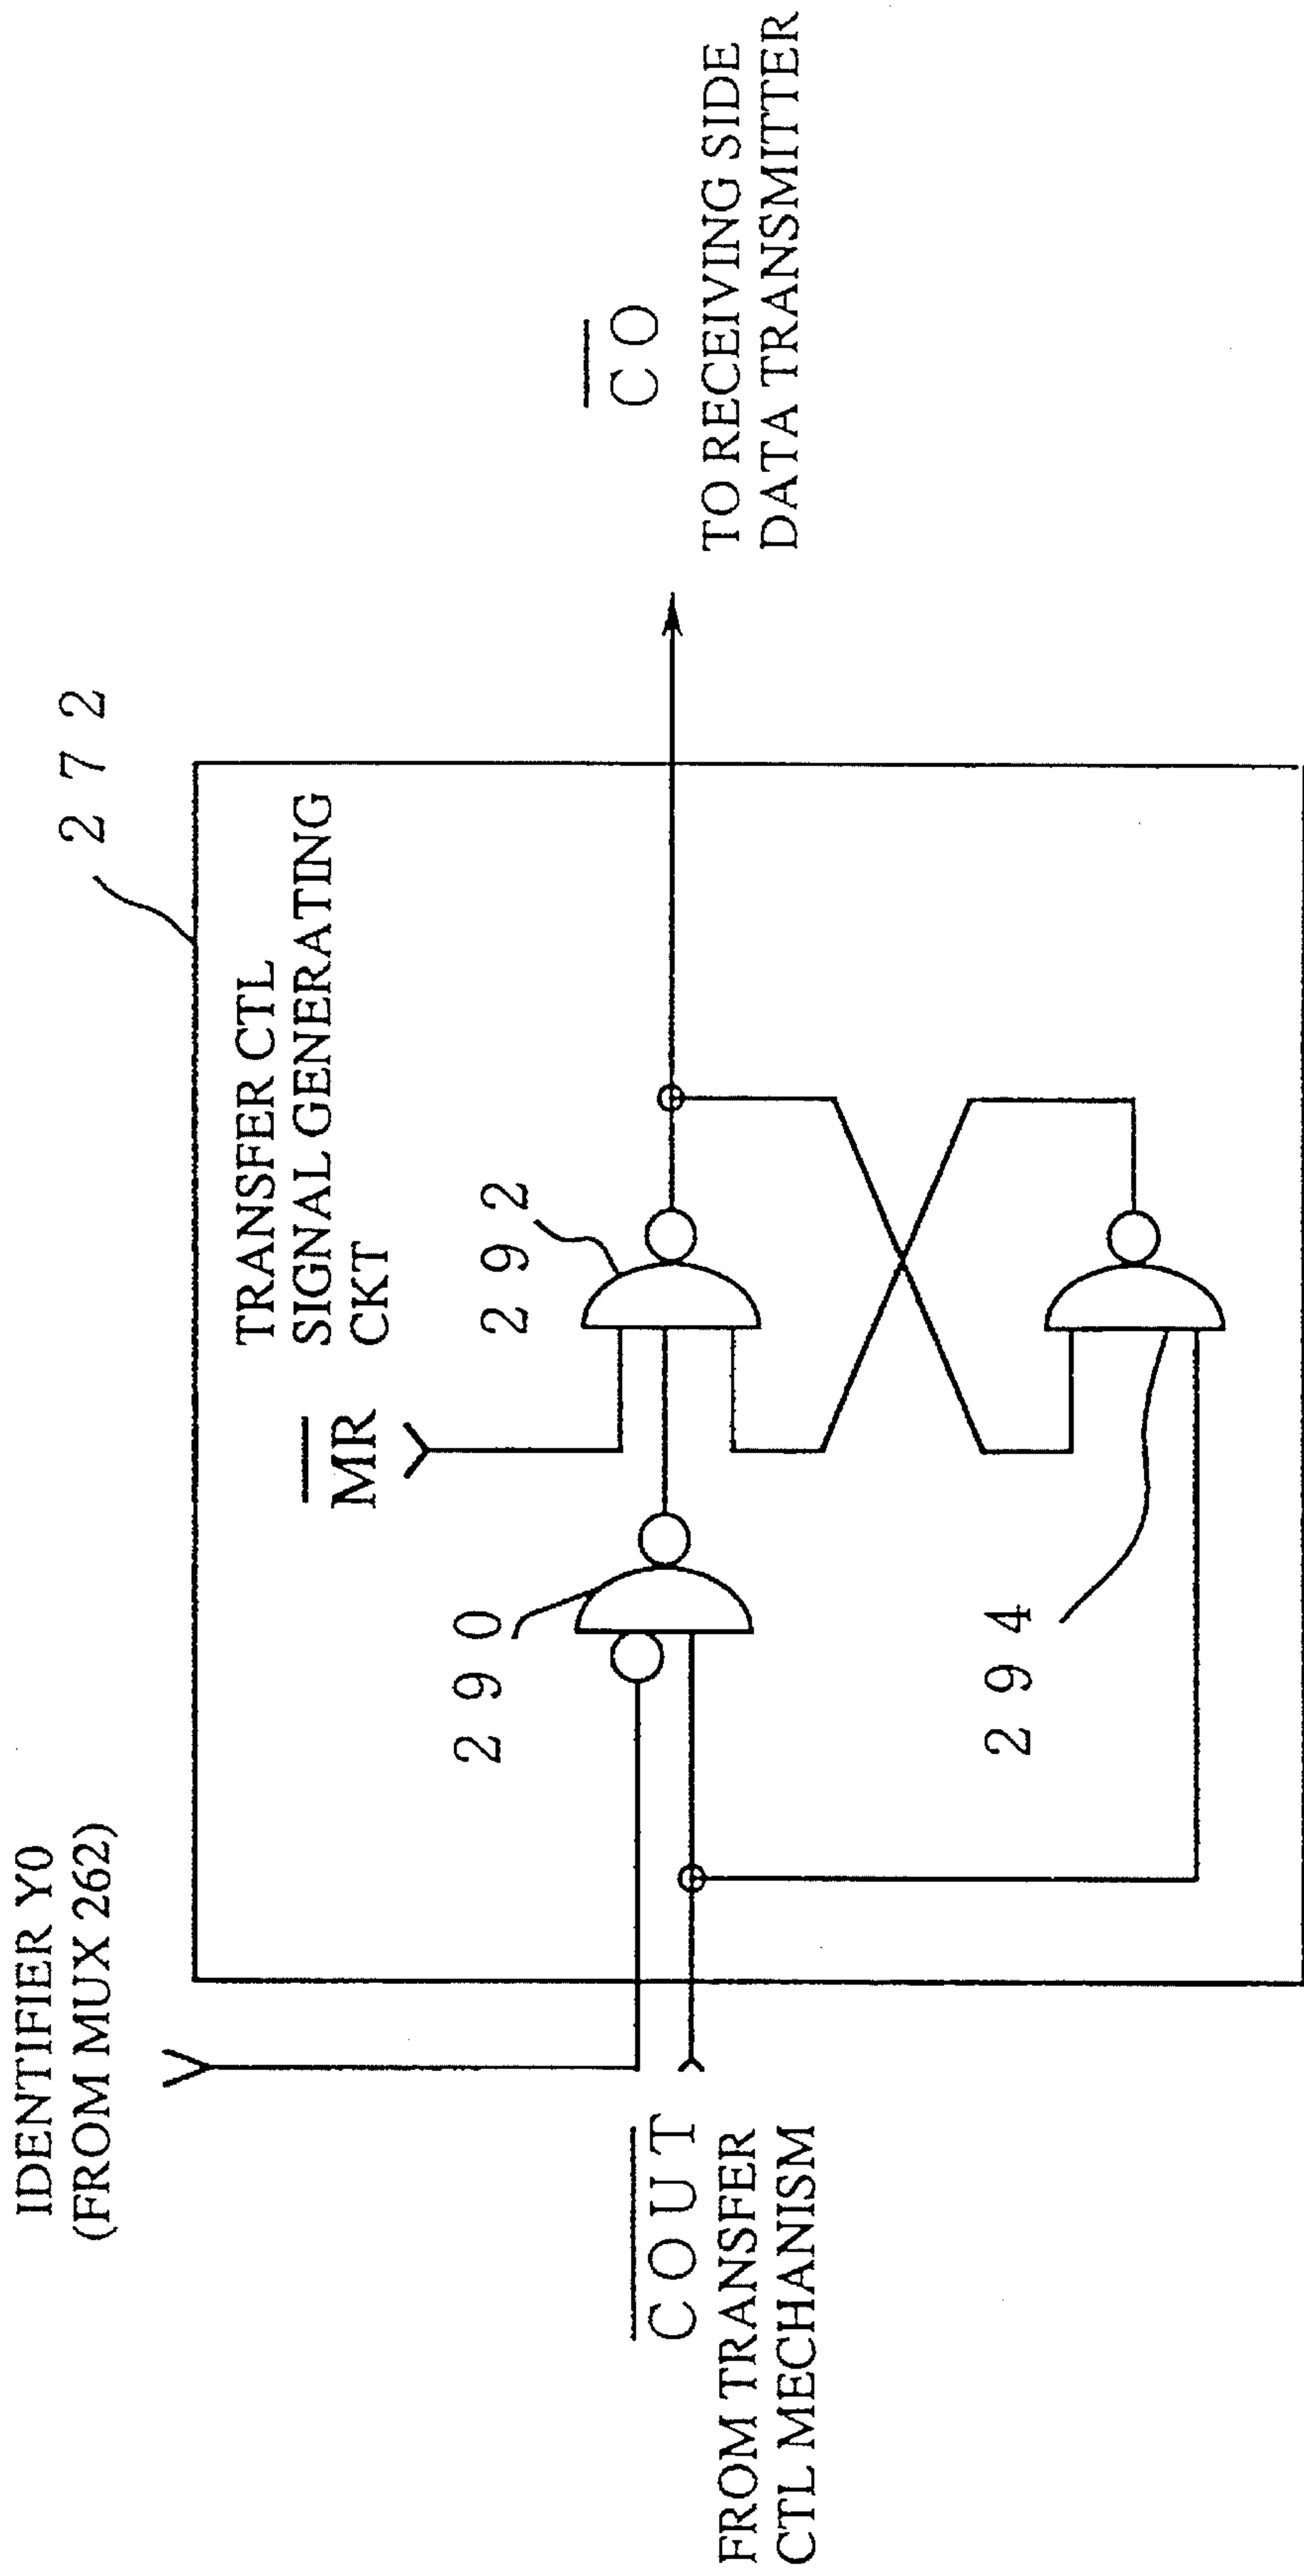 IDENTIFIER Y0
(FROM MUX 262)
272
TRANSFER CTL
SIGNAL GENERATING
CKT
MR
290
292
294
COUT
FROM TRANSFER
CTL MECHANISM
CO
TO RECEIVING SIDE
DATA TRANSMITTER